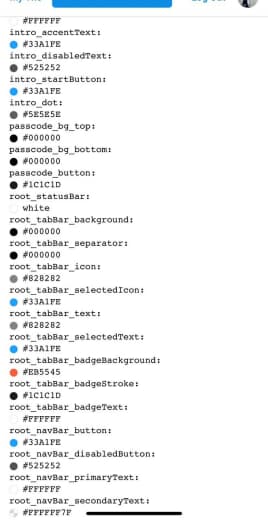 #FFFFFF
intro_accentText:
#33A1FE
intro_disabledText:
#525252
intro_startButton:
#33A1FE
intro_dot:
#5E5E5E
passcode_bg_top:
#000000
passcode_bg_bottom:
#000000
passcode_button:
#1C1C1D
root_statusBar:
white
root_tabBar_background:
#000000
root_tabBar_separator:
#000000
root_tabBar_icon:
#828282
root_tabBar_selectedIcon:
#33A1FE
root_tabBar_text:
#828282
root_tabBar_selectedText:
#33A1FE
root_tabBar_badgeBackground:
#EB5545
root_tabBar_badgeStroke:
#1C1C1D
root_tabBar_badgeText:
#FFFFFF
root_navBar_button:
#33A1FE
root_navBar_disabledButton:
#525252
root_navBar_primaryText:
#FFFFFF
root_navBar_secondaryText:
#FFFFFF7F